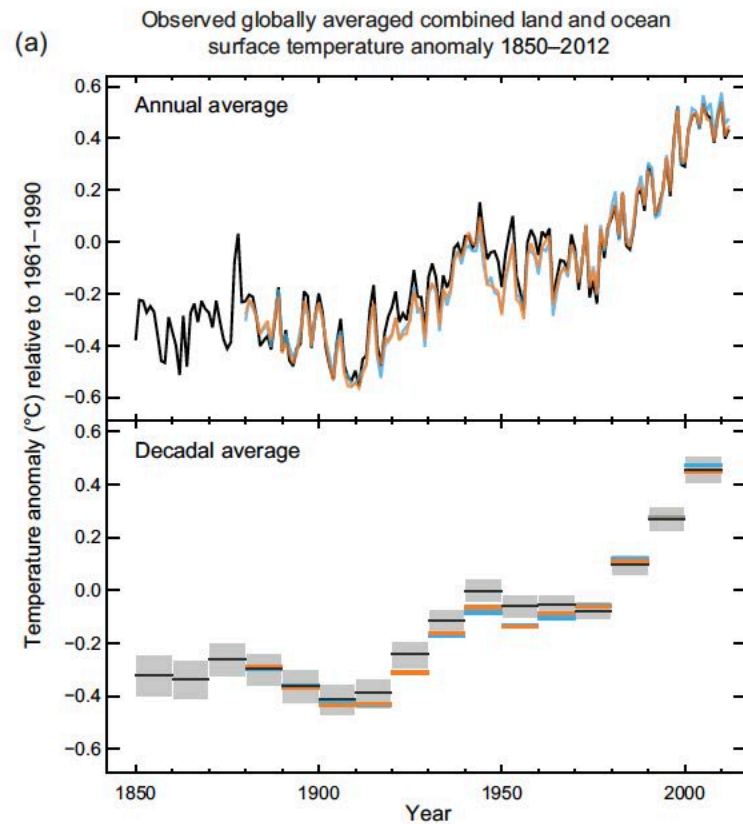 Observed globally averaged combined land and ocean
(a)
surface temperature anomaly 1850–2012
Annual average
0.6
0.4
0.2
0.0
−0.2
−0.4
−0.6
Temperature anomaly (°C) relative to 1961–1990
Decadal average
0.6
0.4
0.2
0.0
−0.2
−0.4
−0.6
1850
1900
1950
2000
Year